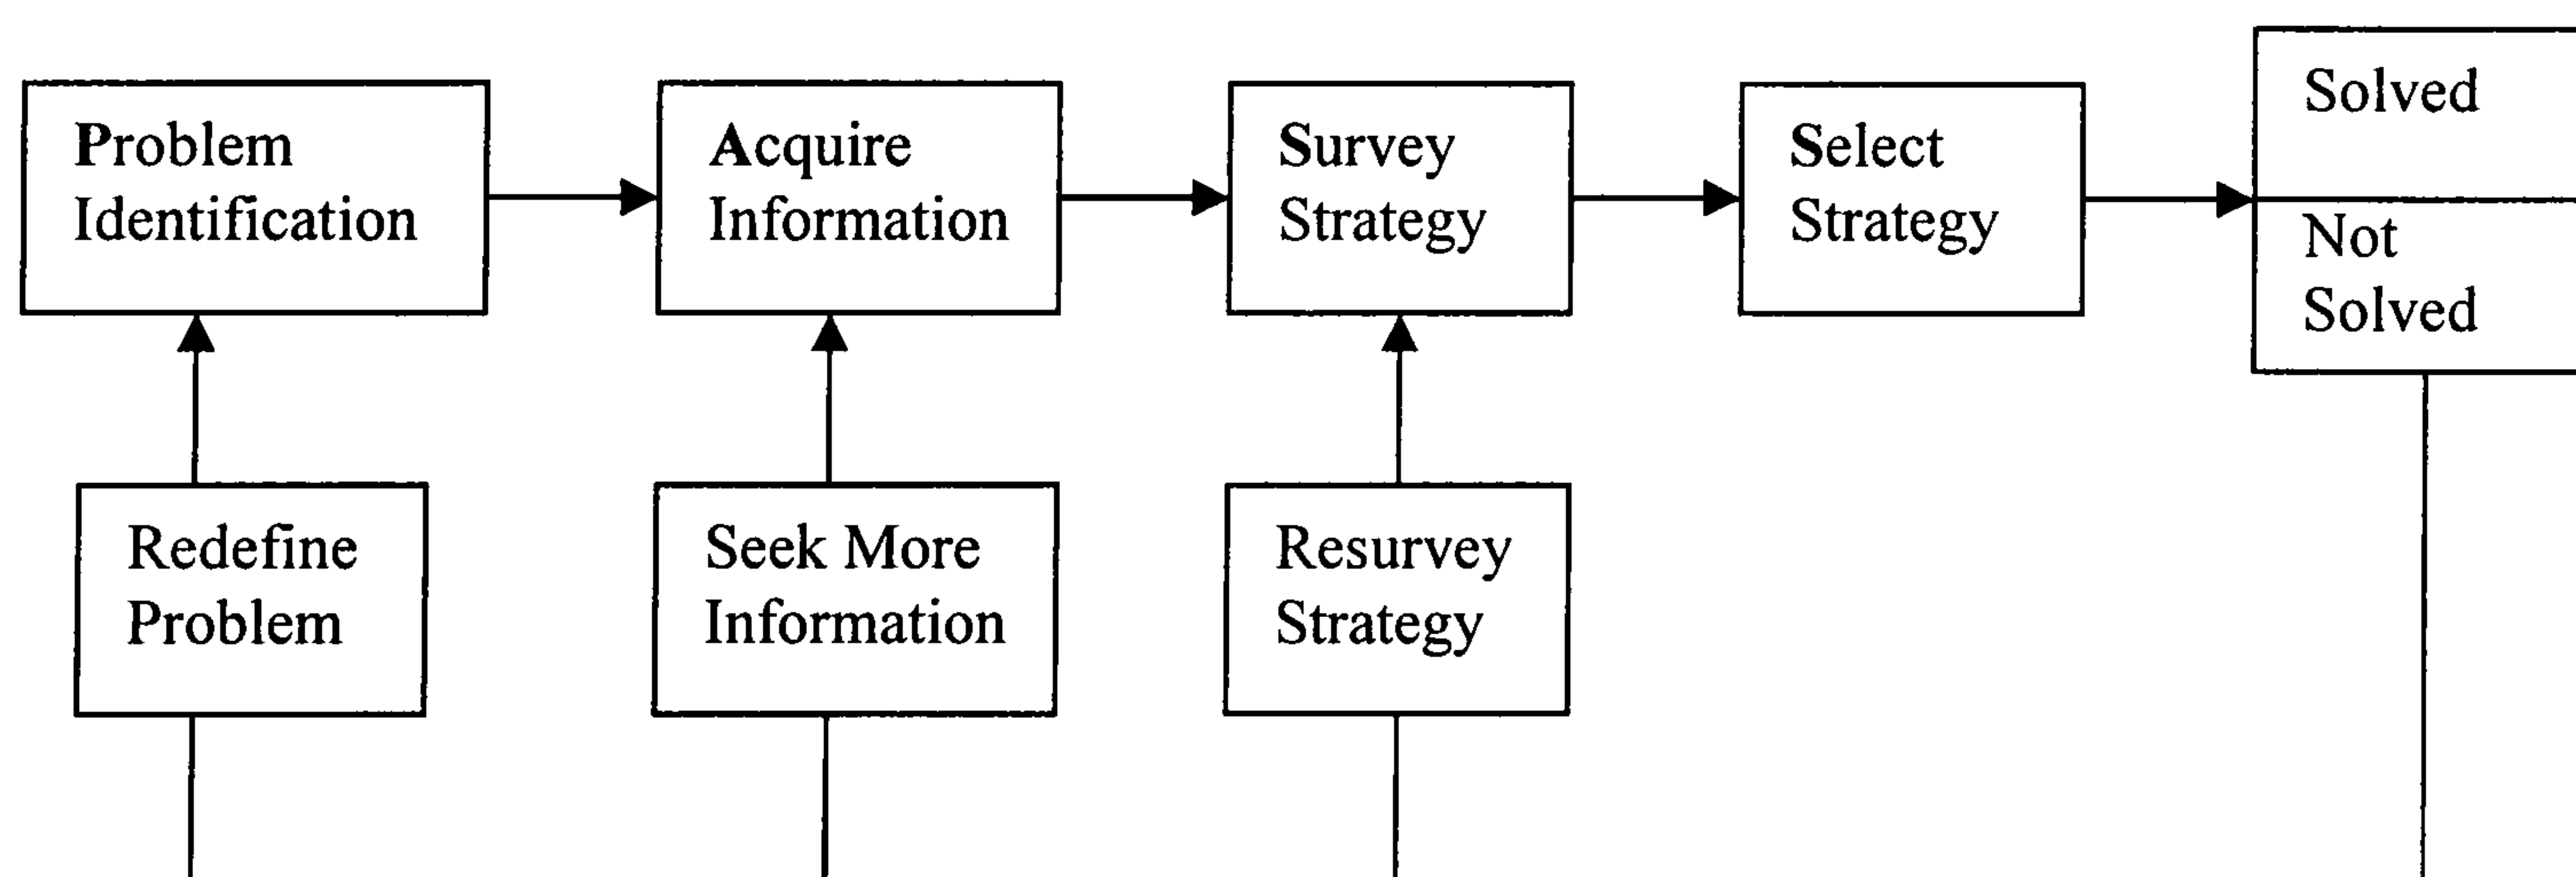 Problem
Identification
Acquire
Information
Survey
Strategy
Select
Strategy
Solved
Not
Solved
Redefine
Problem
Seek More
Information
Resurvey
Strategy